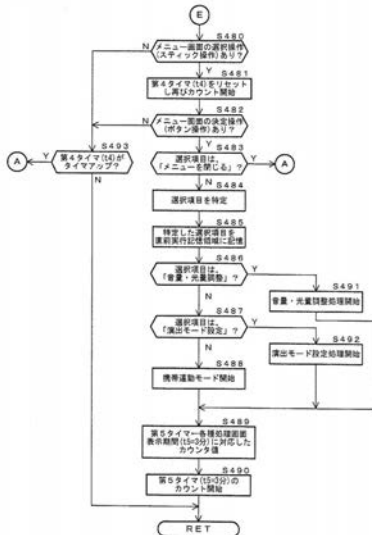 E
S480
N
メニュー画面の選択操作
(スティック操作)あり?
Y
S481
第4タイマ(t4)をリセット
し再びカウント開始
S482
N
メニュー画面の決定操作
(ボタン操作)あり?
S493
Y
S483
A
Y
第4タイマ(t4)が
タイマアップ?
選択項目は、
「メニューを閉じる」?
Y
A
N
N
S484
選択項目を特定
S485
特定した選択項目を
直前実行記憶領域に記憶
S486
選択項目は、
「音量・光量調整」?
Y
S491
音量・光量調整処理開始
N
S487
選択項目は、
「演出モード設定」?
Y
S492
演出モード設定処理開始
N
S488
携帯連動モード開始
S489
第5タイマ←各種処理画面
表示期間(t5=3分)に対応した
カウンタ値
S490
第5タイマ(t5=3分)の
カウント開始
RET